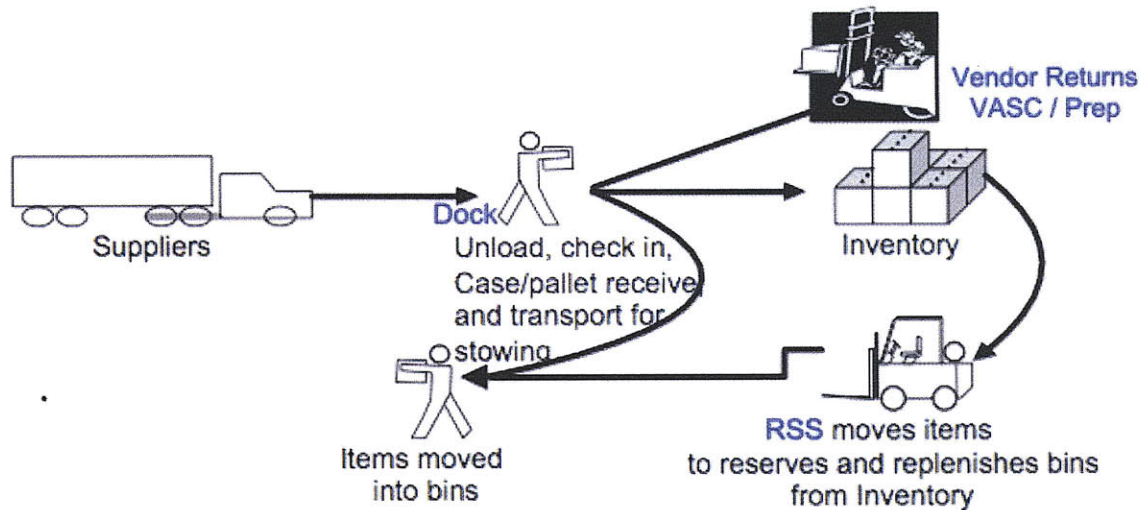 Vendor Returns
VASC / Prep
Suppliers
Dock
Unload, check in,
Case/pallet receive,
and transport for
stowing
Inventory
Items moved
into bins
RSS moves items
to reserves and replenishes bins
from Inventory